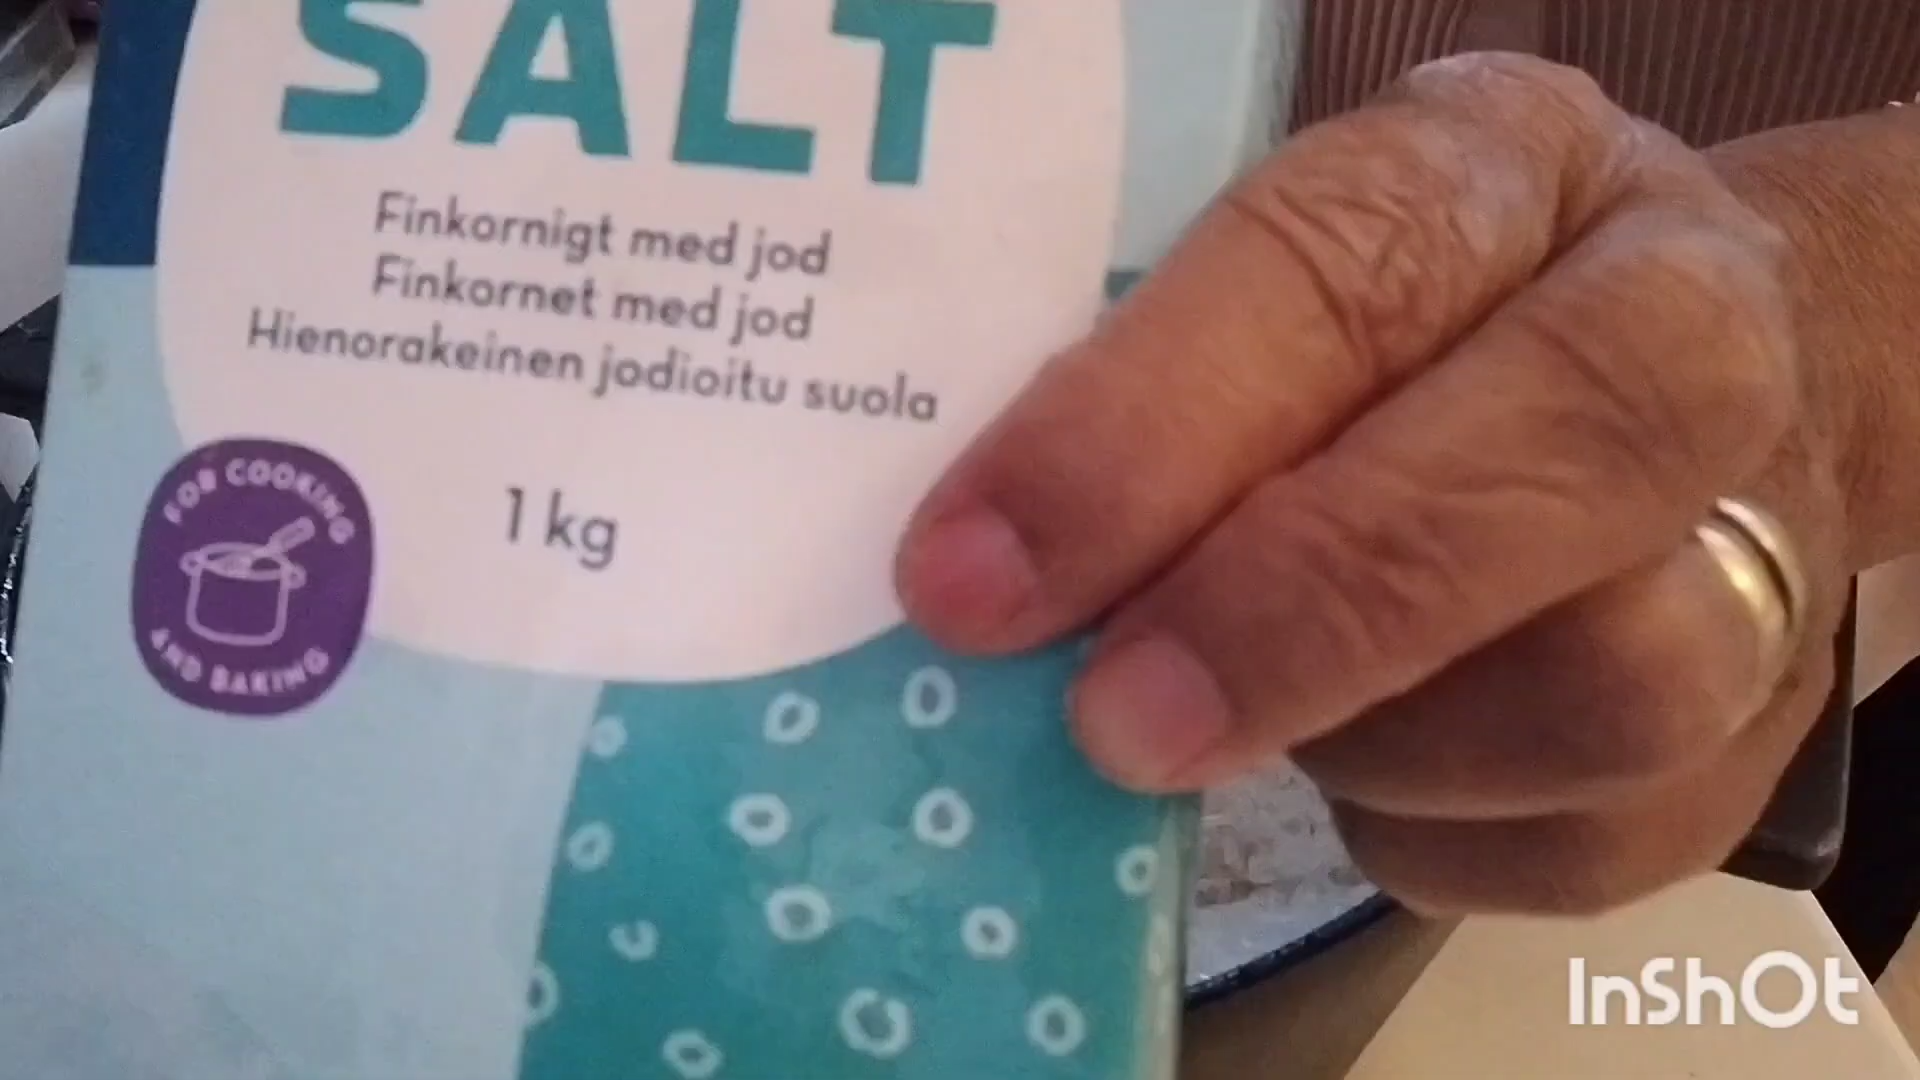 SALT
Finkornigt med jod
Finkornet med jod
Hienorakeinen jodioitu suola
FOR COOKING
AND BAKING
1 kg
InShOt